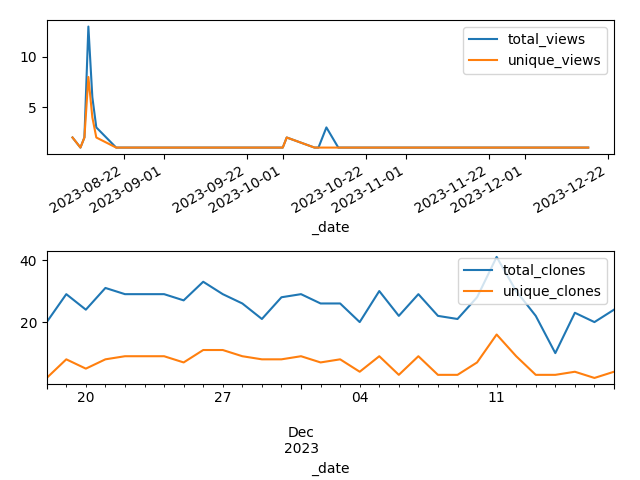 total_views
unique_views
10
5
2023-08-22
2023-09-01
2023-09-22
2023-10-01
2023-10-22
2023-11-01
2023-11-22
2023-12-01
2023-12-22
_date
40
20
total_clones
unique_clones
20
27
04
11
Dec
2023
_date